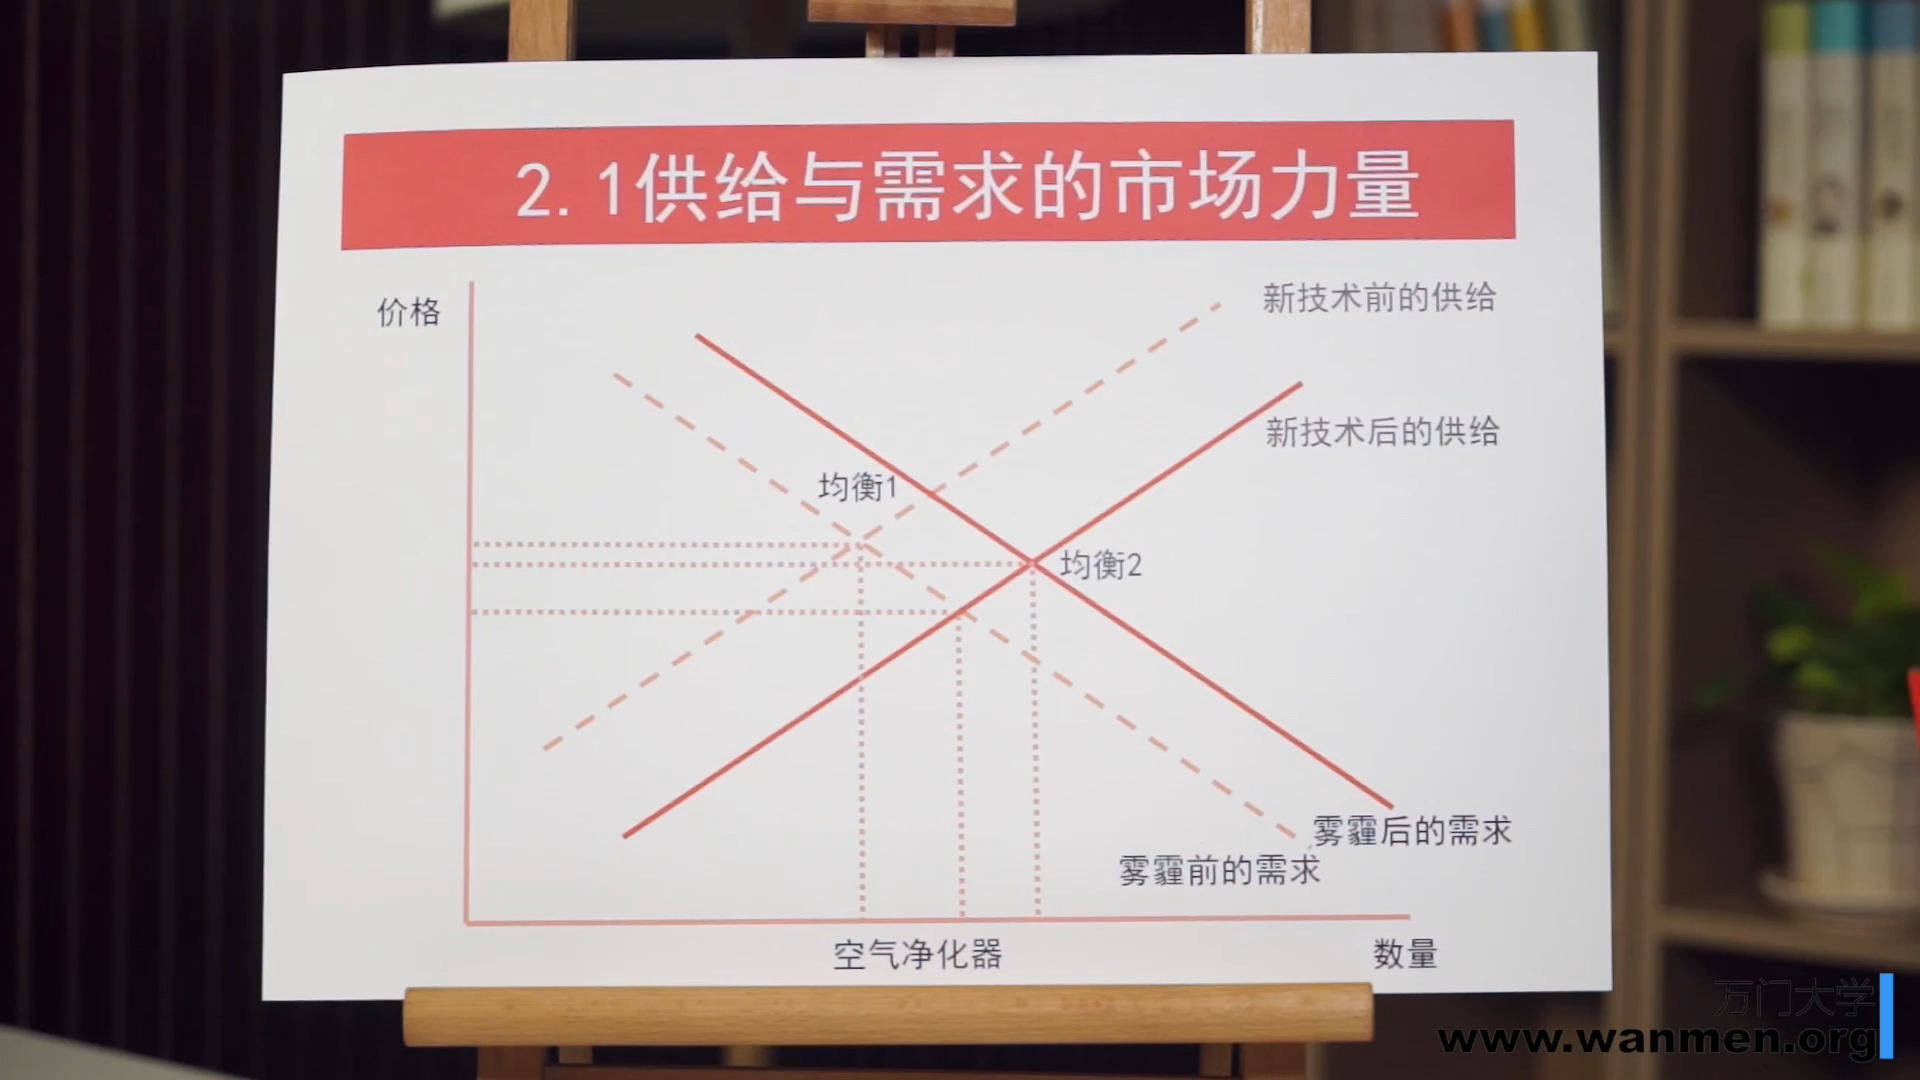 2.1供给与需求的市场力量
价格
新技术前的供给
新技术后的供给
均衡1
均衡2
雾霾后的需求
雾霾前的需求
空气净化器
数量
万门大学
www.wanmen.org